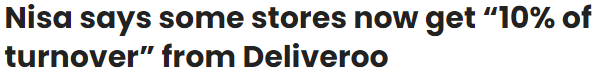 Nisa says some stores now get “10% of
turnover” from Deliveroo